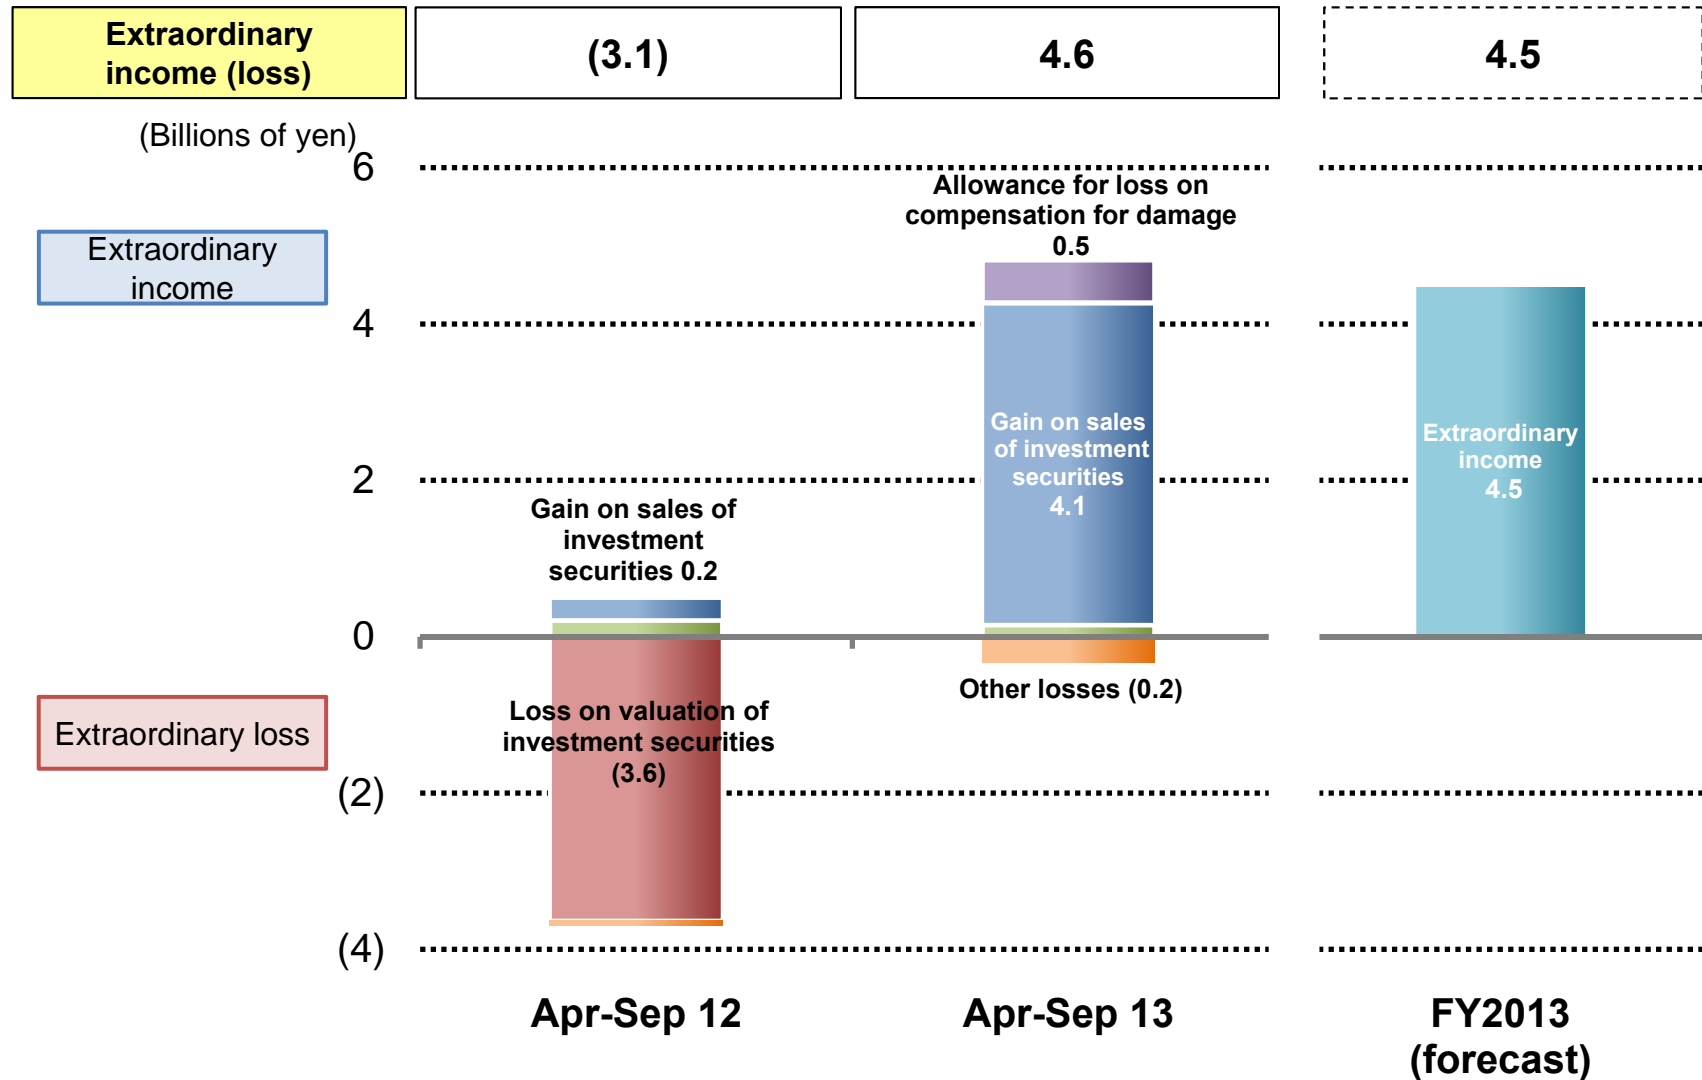 Extraordinary
income (loss)
(3.1)
4.6
4.5
(Billions of yen)
6
Allowance for loss on
compensation for damage
0.5
Extraordinary
income
4
Gain on sales
of investment
securities
4.1
Extraordinary
income
4.5
2
Gain on sales of
investment
securities 0.2
0
Other losses (0.2)
Extraordinary loss
Loss on valuation of
investment securities
(3.6)
(2)
(4)
Apr-Sep 12
Apr-Sep 13
FY2013
(forecast)